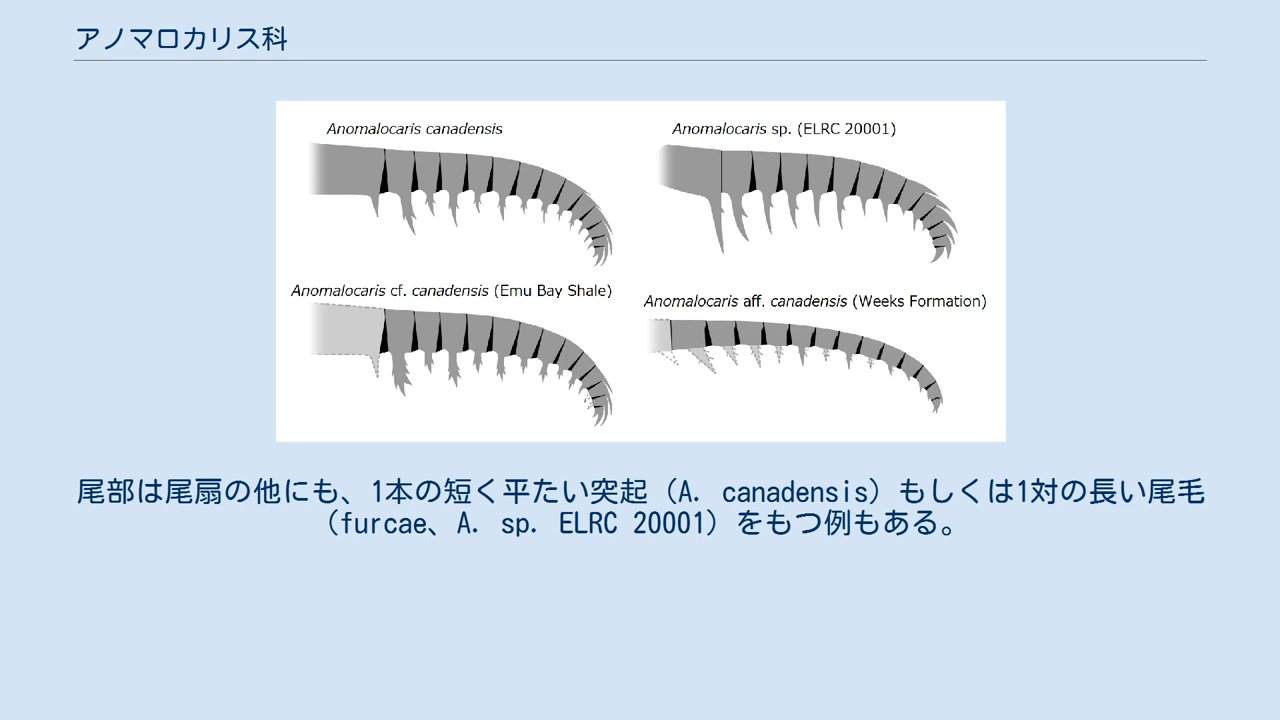 アノマロカリス科
Anomalocaris canadensis
Anomalocaris sp. (ELRC 20001)
Anomalocaris cf. canadensis (Emu Bay Shale)
Anomalocaris aff. canadensis (Weeks Formation)
尾部は尾扇の他にも、1本の短く平たい突起（A. canadensis）もしくは1対の長い尾毛
（furcae、A. sp. ELRC 20001）をもつ例もある。